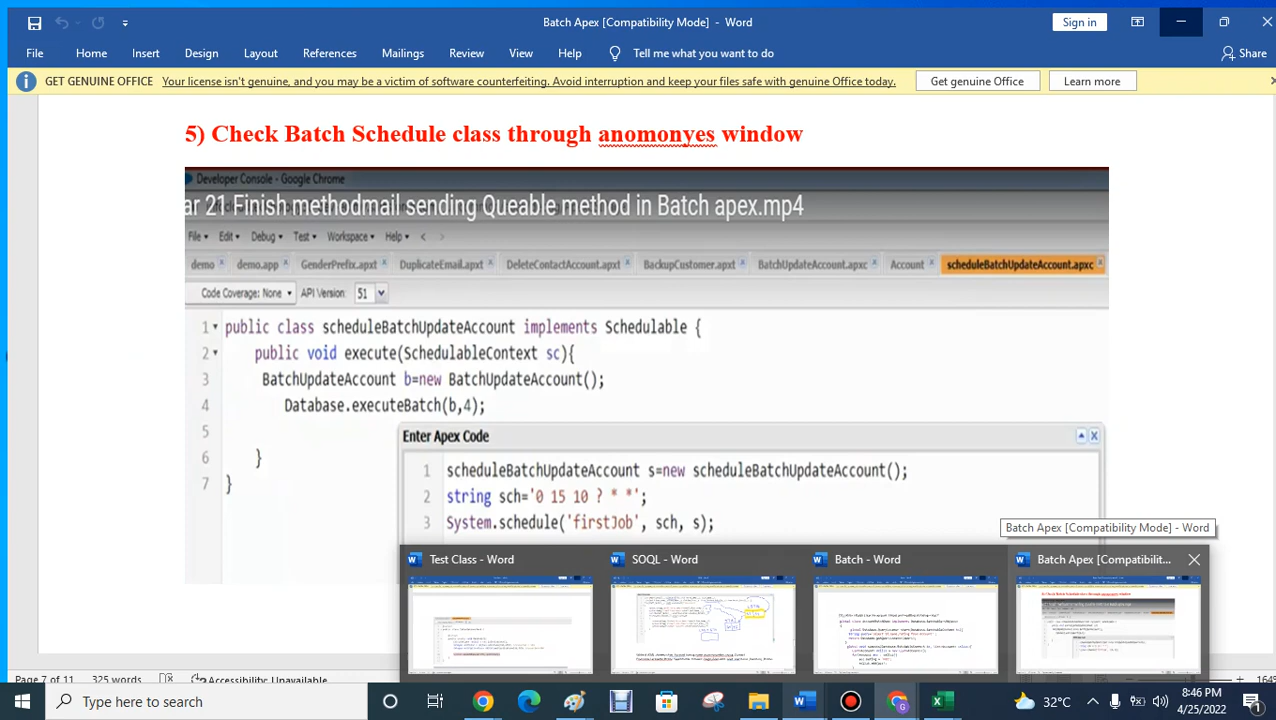 Batch Apex [Compatibility Mode] - Word
Sign in
File Home Insert Design Layout References Mailings Review View Help Tell me what you want to do Share
GET GENUINE OFFICE Your license isn't genuine, and you may be a victim of software counterfeiting. Avoid interruption and keep your files safe with genuine Office today. Get genuine Office Learn more
5) Check Batch Schedule class through anomonyes window
Developer Console - Google Chrome
ar 21 Finish methodmail sending Queable method in Batch apex.mp4
File Edit Debug Test Workspace Help < >
demo demo.app GenderPrefix.apxt DuplicateEmail.apxt DeleteContactAccount.apxt BackupCustomer.apxt BatchUpdateAccount.apxc Account scheduleBatchUpdateAccount.apxc
Code Coverage: None API Version: 51
1 public class scheduleBatchUpdateAccount implements Schedulable {
2 public void execute(SchedulableContext sc){
3 BatchUpdateAccount b=new BatchUpdateAccount();
4 Database.executeBatch(b,4);
5
6 }
7 }
Enter Apex Code
1 scheduleBatchUpdateAccount s=new scheduleBatchUpdateAccount();
2 string sch='0 15 10 ? * *';
3 System.schedule('firstJob', sch, s);
Batch Apex [Compatibility Mode] - Word
Test Class - Word
SOQL - Word
Batch - Word
Batch Apex [Compatibilit...
Page 7 of 11 325 words Accessibility: Unavailable
164%
Type here to search
32°C
8:46 PM
4/25/2022
1